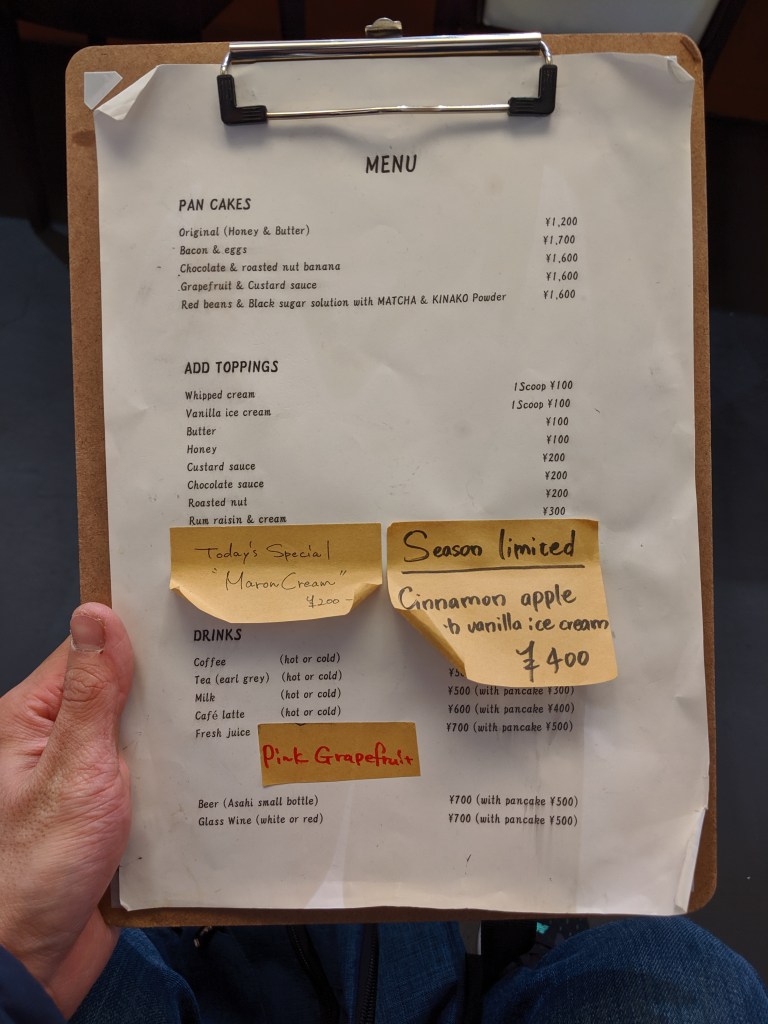 MENU
PAN CAKES
Original (Honey & Butter) ¥1,200
Bacon & eggs ¥1,700
Chocolate & roasted nut banana ¥1,600
Grapefruit & Custard sauce ¥1,600
Red beans & Black sugar solution with MATCHA & KINAKO Powder ¥1,600
ADD TOPPINGS
Whipped cream 1Scoop ¥100
Vanilla ice cream 1Scoop ¥100
Butter ¥100
Honey ¥100
Custard sauce ¥200
Chocolate sauce ¥200
Roasted nut ¥200
Rum raisin & cream ¥300
Today's Special
"Maron Cream"
¥200-
Season limited
Cinnamon apple
vanilla ice cream
¥400
DRINKS
Coffee (hot or cold)
Tea (earl grey) (hot or cold)
Milk (hot or cold) ¥500 (with pancake ¥300)
Café latte (hot or cold) ¥600 (with pancake ¥400)
Fresh juice ¥700 (with pancake ¥500)
Pink Grapefruit
Beer (Asahi small bottle) ¥700 (with pancake ¥500)
Glass Wine (white or red) ¥700 (with pancake ¥500)